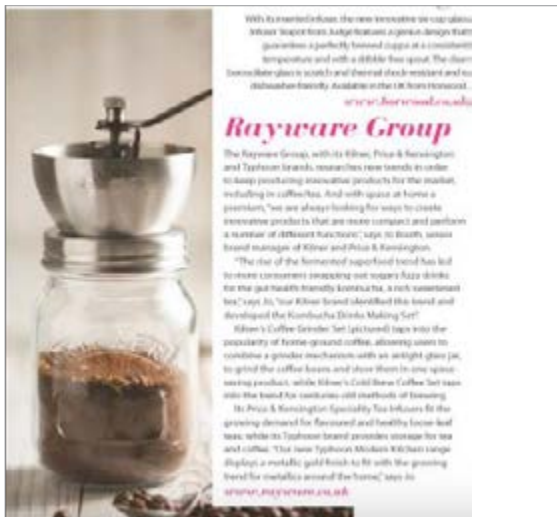 With its nested infuser, the new innovative six-cup glass
Infuser Teapot from Judge features a genius design that
guarantees a perfectly brewed cuppa at a consistent
temperature and with a dribble free spout. The clear
borosilicate glass is scratch and thermal shock resistant and
dishwasher-friendly. Available in the UK from Horwood.
www.horwood.co.uk
Rayware Group
The Rayware Group, with its Kilner, Price & Kensington
and Typhoon brands, researches new trends in order
to keep producing innovative products for the market,
including in coffee/tea. And with space at home a
premium, "we are always looking for ways to create
innovative products that are more compact and perform
a number of different functions," says Jo Booth, senior
brand manager of Kilner and Price & Kensington.
"The rise of the fermented superfood trend has led
to more consumers swapping out sugary fizzy drinks
for the gut health-friendly kombucha, a rich sweetened
tea," says Jo, "our Kilner brand identified this trend and
developed the Kombucha Drinks Making Set."
Kilner's Coffee Grinder Set (pictured) taps into the
popularity of home-ground coffee, allowing users to
combine a grinder mechanism with an airtight glass jar,
to grind the coffee beans and store them in one space
saving product, while Kilner's Cold Brew Coffee Set taps
into the trend for centuries-old methods of brewing.
Its Price & Kensington Speciality Tea Infusers fit the
growing demand for flavoured and healthy loose-leaf
teas, while its Typhoon brand provides storage for tea
and coffee. "Our new Typhoon Modern Kitchen range
displays a metallic gold finish to fit with the growing
trend for metallics around the home," says Jo.
www.rayware.co.uk